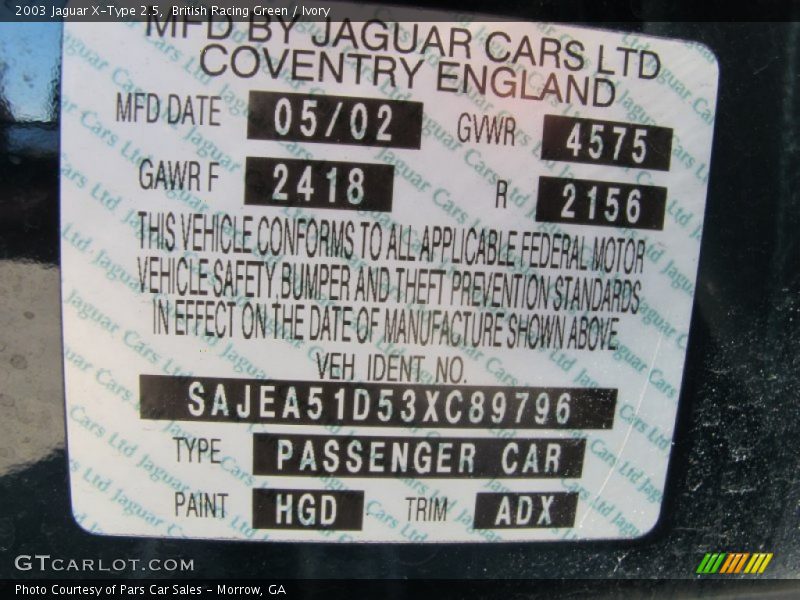 2003 Jaguar X-Type 2.5,  British Racing Green / Ivory
MFD BY JAGUAR CARS LTD
COVENTRY ENGLAND
MFD DATE 05/02 GVWR 4575
GAWR F 2418 R 2156
THIS VEHICLE CONFORMS TO ALL APPLICABLE FEDERAL MOTOR
VEHICLE SAFETY BUMPER AND THEFT PREVENTION STANDARDS
IN EFFECT ON THE DATE OF MANUFACTURE SHOWN ABOVE
VEH IDENT NO.
SAJEA51D53XC89796
TYPE PASSENGER CAR
PAINT HGD TRIM ADX
GTCARLOT.COM
Photo Courtesy of Pars Car Sales - Morrow, GA